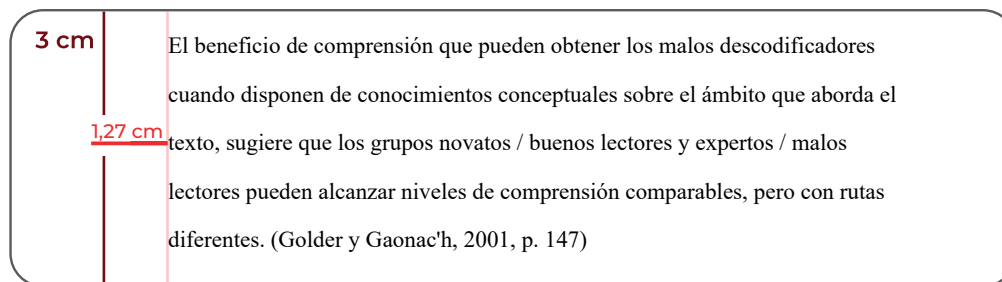 3 cm
El beneficio de comprensión que pueden obtener los malos descodificadores
cuando disponen de conocimientos conceptuales sobre el ámbito que aborda el
1,27 cm
texto, sugiere que los grupos novatos / buenos lectores y expertos / malos
lectores pueden alcanzar niveles de comprensión comparables, pero con rutas
diferentes. (Golder y Gaonac'h, 2001, p. 147)